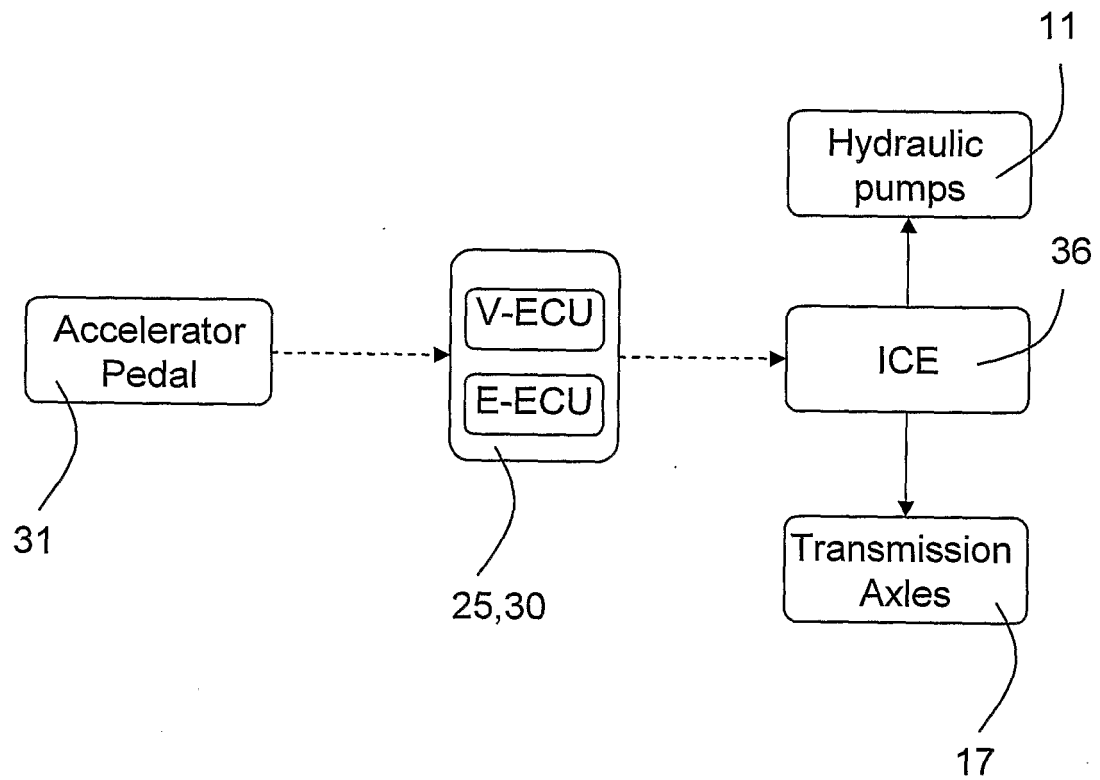 11
Hydraulic
pumps
36
V-ECU
Accelerator
Pedal
ICE
E-ECU
31
25,30
Transmission
Axles
17